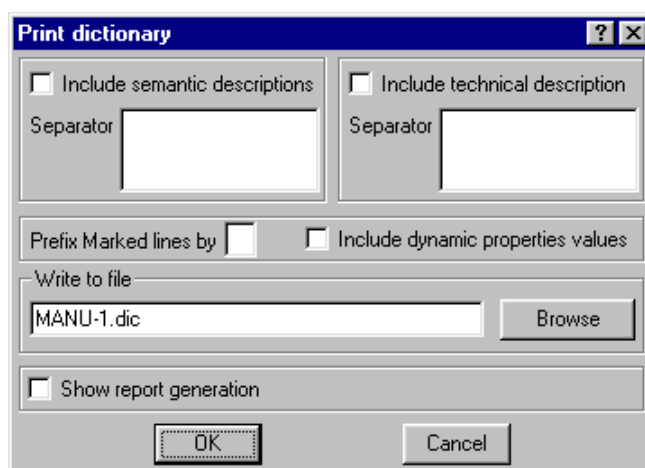 Print dictionary
Include semantic descriptions
Include technical description
Separator
Separator
Prefix Marked lines by
Include dynamic properties values
Write to file
MANU-1.dic
Browse
Show report generation
OK
Cancel